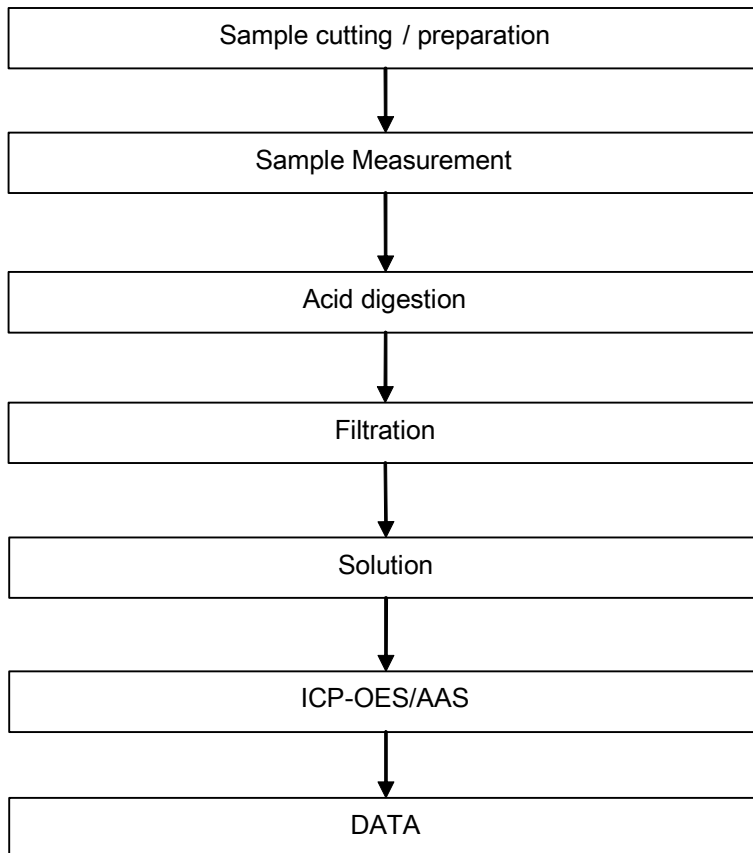 Sample cutting / preparation
Sample Measurement
Acid digestion
Filtration
Solution
ICP-OES/AAS
DATA